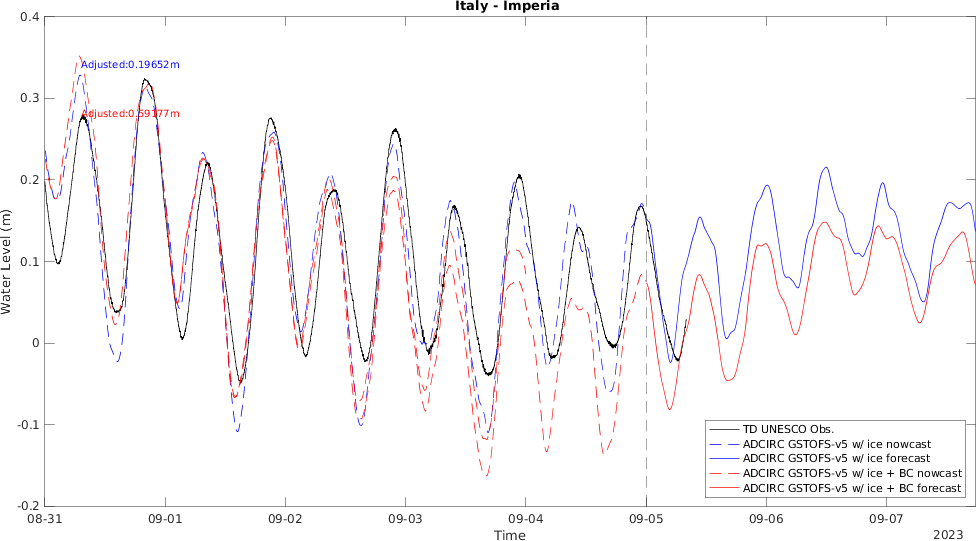 Italy - Imperia
0.4
0.3
0.2
0.1
0
-0.1
-0.2
Water Level (m)
Adjusted:0.19652m
Adjusted:0.59177m
TD UNESCO Obs.
ADCIRC GSTOFS-v5 w/ ice nowcast
ADCIRC GSTOFS-v5 w/ ice forecast
ADCIRC GSTOFS-v5 w/ ice + BC nowcast
ADCIRC GSTOFS-v5 w/ ice + BC forecast
08-31 09-01 09-02 09-03 09-04 09-05 09-06 09-07
Time
2023